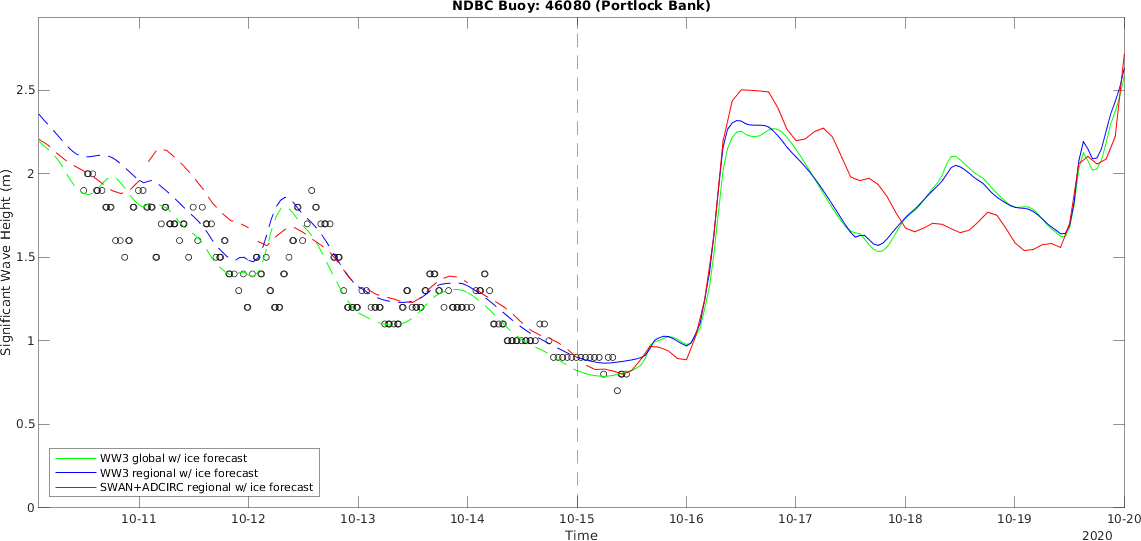 NDBC Buoy: 46080 (Portlock Bank)
Significant Wave Height (m)
2.5
2
1.5
1
0.5
0
WW3 global w/ ice forecast
WW3 regional w/ ice forecast
SWAN+ADCIRC regional w/ ice forecast
10-11 10-12 10-13 10-14 10-15 10-16 10-17 10-18 10-19 10-20
Time
2020